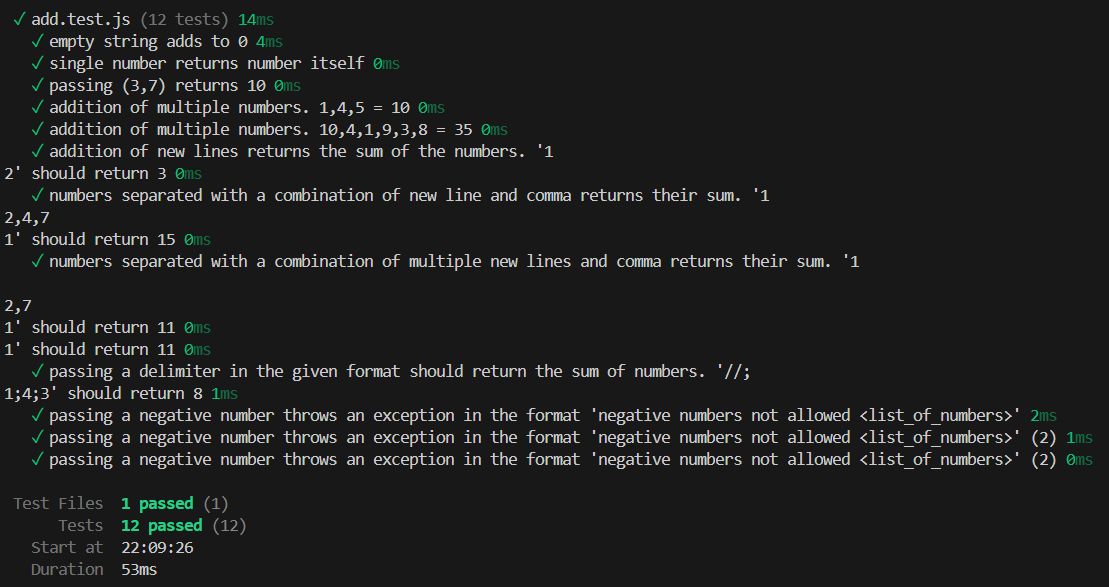 ✓ add.test.js (12 tests) 14ms
✓ empty string adds to 0 4ms
✓ single number returns number itself 0ms
✓ passing (3,7) returns 10 0ms
✓ addition of multiple numbers. 1,4,5 = 10 0ms
✓ addition of multiple numbers. 10,4,1,9,3,8 = 35 0ms
✓ addition of new lines returns the sum of the numbers. '1
2' should return 3 0ms
✓ numbers separated with a combination of new line and comma returns their sum. '1
2,4,7
1' should return 15 0ms
✓ numbers separated with a combination of multiple new lines and comma returns their sum. '1
2,7
1' should return 11 0ms
1' should return 11 0ms
✓ passing a delimiter in the given format should return the sum of numbers. '//;
1;4;3' should return 8 1ms
✓ passing a negative number throws an exception in the format 'negative numbers not allowed <list_of_numbers>' 2ms
✓ passing a negative number throws an exception in the format 'negative numbers not allowed <list_of_numbers>' (2) 1ms
✓ passing a negative number throws an exception in the format 'negative numbers not allowed <list_of_numbers>' (2) 0ms
Test Files 1 passed (1)
Tests 12 passed (12)
Start at 22:09:26
Duration 53ms